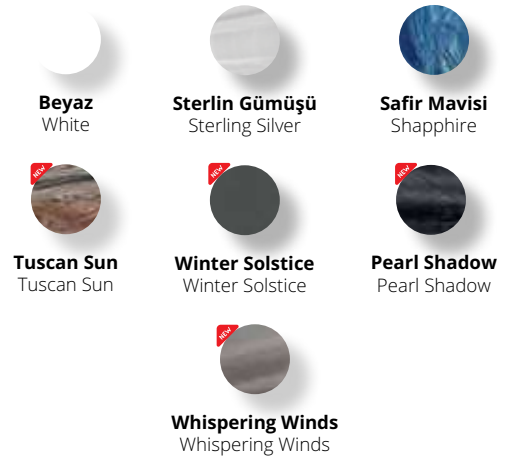 Beyaz
White
Sterlin Gümüşü
Sterling Silver
Safir Mavisi
Shapphire
NEW
Tuscan Sun
Tuscan Sun
NEW
Winter Solstice
Winter Solstice
NEW
Pearl Shadow
Pearl Shadow
NEW
Whispering Winds
Whispering Winds